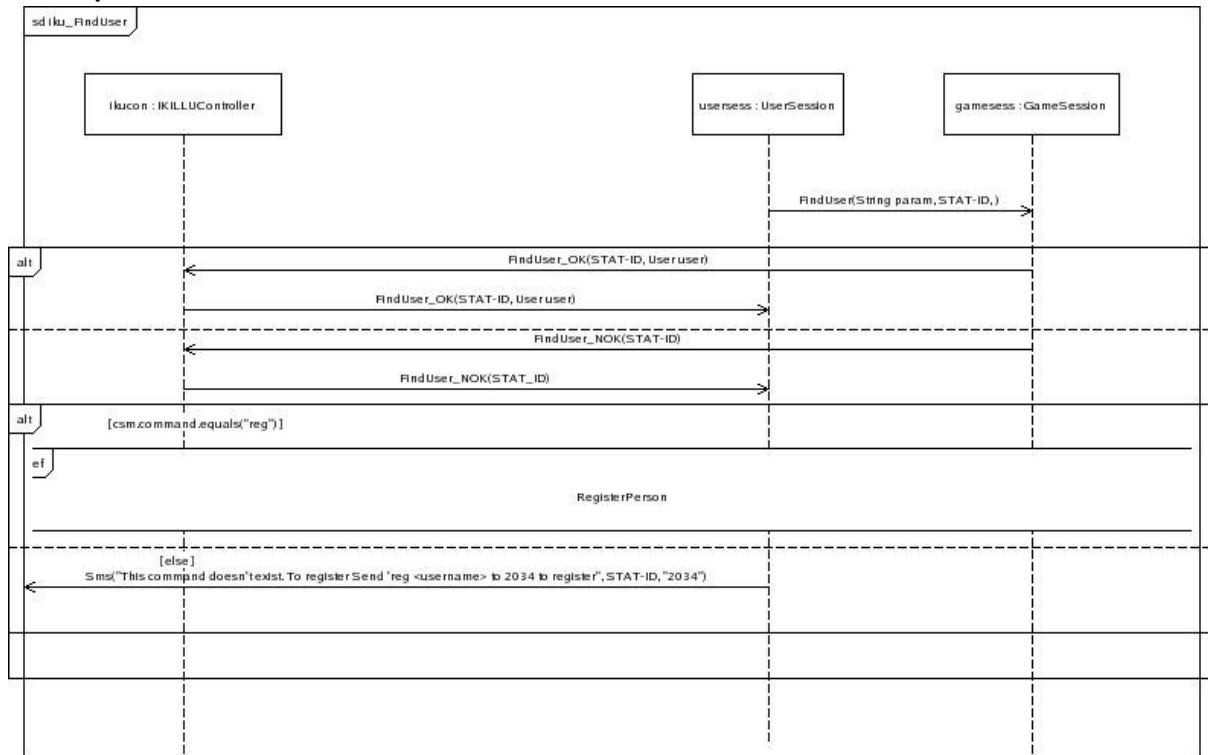 sd iku_FindUser
ikucon : IKILLUController
usersess : UserSession
gamesess : GameSession
FindUser(String param, STAT-ID, )
alt
FindUser_OK(STAT-ID, User user)
FindUser_OK(STAT-ID, User user)
FindUser_NOK(STAT-ID)
FindUser_NOK(STAT_ID)
alt
[csm.command.equals("reg")]
ef
RegisterPerson
[else]
Sms("This command doesn't exist. To register Send 'reg <username> to 2034 to register", STAT-ID, "2034")